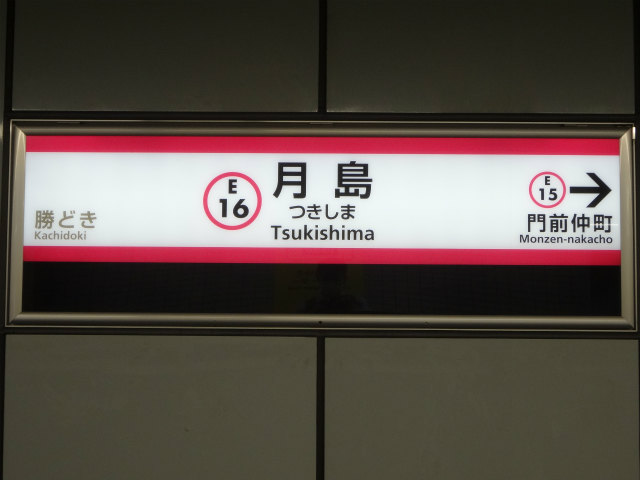 勝どき
Kachidoki
E
16
月島
つきしま
Tsukishima
E
15
門前仲町
Monzen-nakacho